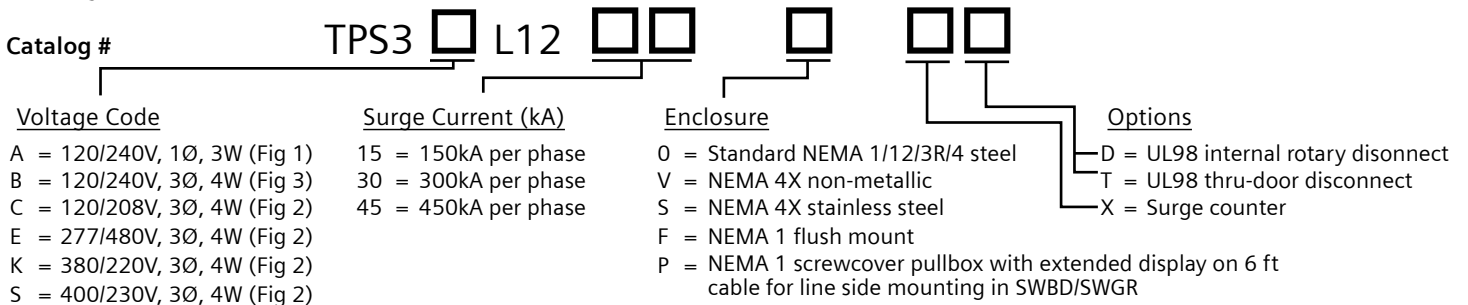 Catalog # TPS3 L12
Voltage Code
A = 120/240V, 1Ø, 3W (Fig 1)
B = 120/240V, 3Ø, 4W (Fig 3)
C = 120/208V, 3Ø, 4W (Fig 2)
E = 277/480V, 3Ø, 4W (Fig 2)
K = 380/220V, 3Ø, 4W (Fig 2)
S = 400/230V, 3Ø, 4W (Fig 2)
Surge Current (kA)
15 = 150kA per phase
30 = 300kA per phase
45 = 450kA per phase
Enclosure
0 = Standard NEMA 1/12/3R/4 steel
V = NEMA 4X non-metallic
S = NEMA 4X stainless steel
F = NEMA 1 flush mount
P = NEMA 1 screwcover pullbox with extended display on 6 ft
cable for line side mounting in SWBD/SWGR
Options
D = UL98 internal rotary disonnect
T = UL98 thru-door disconnect
X = Surge counter